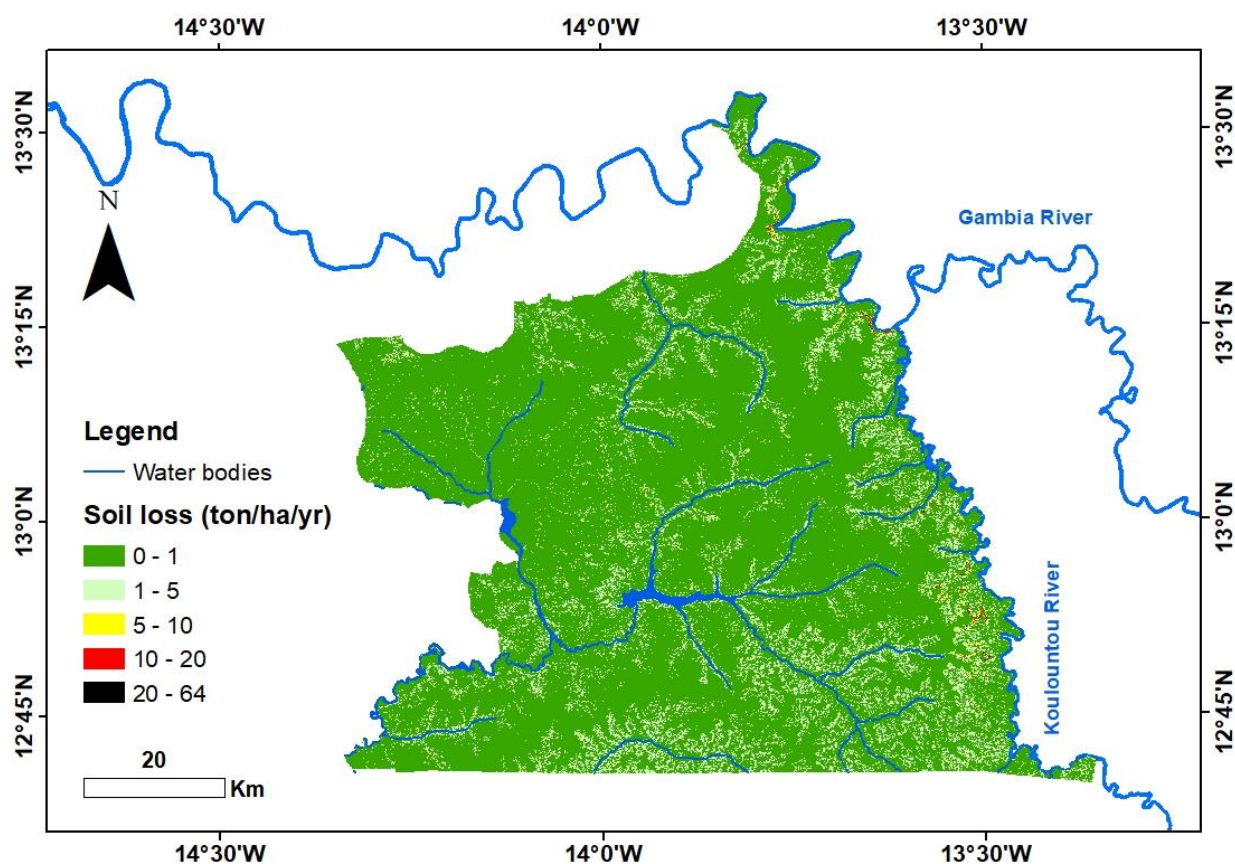 14°30'W
14°0'W
13°30'W
13°30'N
13°30'N
N
Gambia River
13°15'N
13°15'N
Legend
Water bodies
13°0'N
13°0'N
Soil loss (ton/ha/yr)
0 - 1
1 - 5
5 - 10
10 - 20
20 - 64
Koulountou River
12°45'N
12°45'N
20
Km
14°30'W
14°0'W
13°30'W